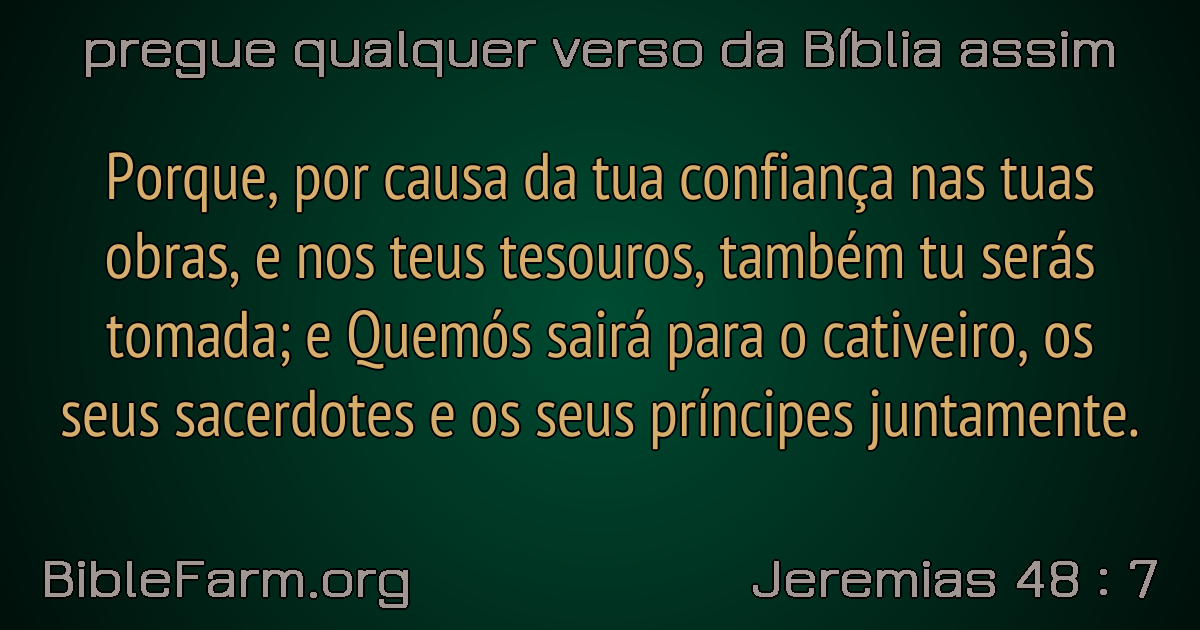 pregue qualquer verso da Bíblia assim
Porque, por causa da tua confiança nas tuas
obras, e nos teus tesouros, também tu serás
tomada; e Quemós sairá para o cativeiro, os
seus sacerdotes e os seus príncipes juntamente.
BibleFarm.org
Jeremias 48 : 7